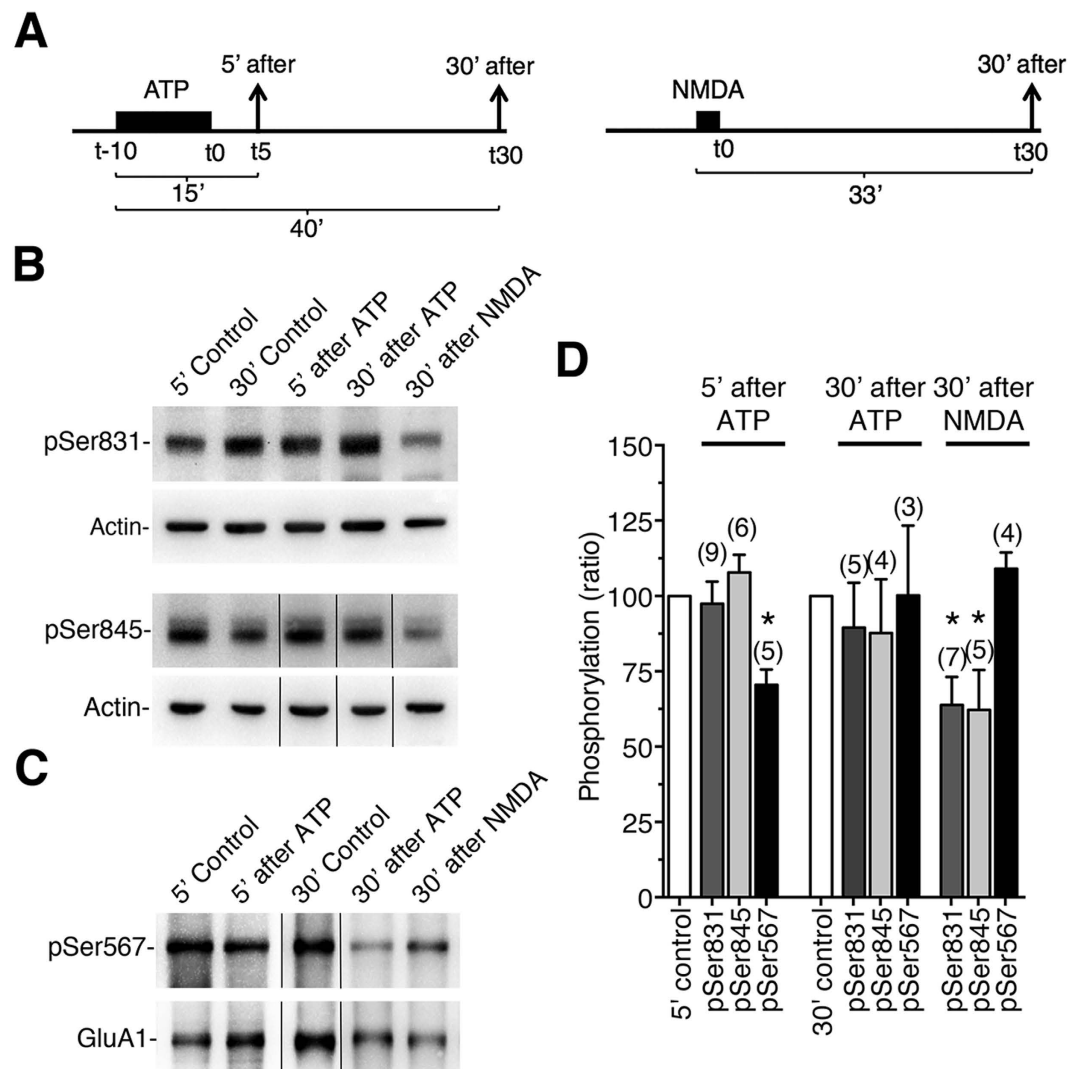 A
5’ after
ATP
t-10
t0
t5
15’
40’
30’ after
t30
NMDA
t0
30’ after
t30
33’
B
5’ Control
30’ Control
5’ after ATP
30’ after ATP
30’ after NMDA
pSer831-
Actin-
pSer845-
Actin-
C
5’ Control
5’ after ATP
30’ Control
30’ after ATP
30’ after NMDA
pSer567-
GluA1-
D
5’ after
ATP
30’ after
ATP
30’ after
NMDA
Phosphorylation (ratio)
150
125
100
75
50
25
0
(9)
(6)
*
(5)
(5)
(4)
(3)
*
(7)
*
(5)
(4)
5’ control
pSer831
pSer845
pSer567
30’ control
pSer831
pSer845
pSer567
pSer831
pSer845
pSer567